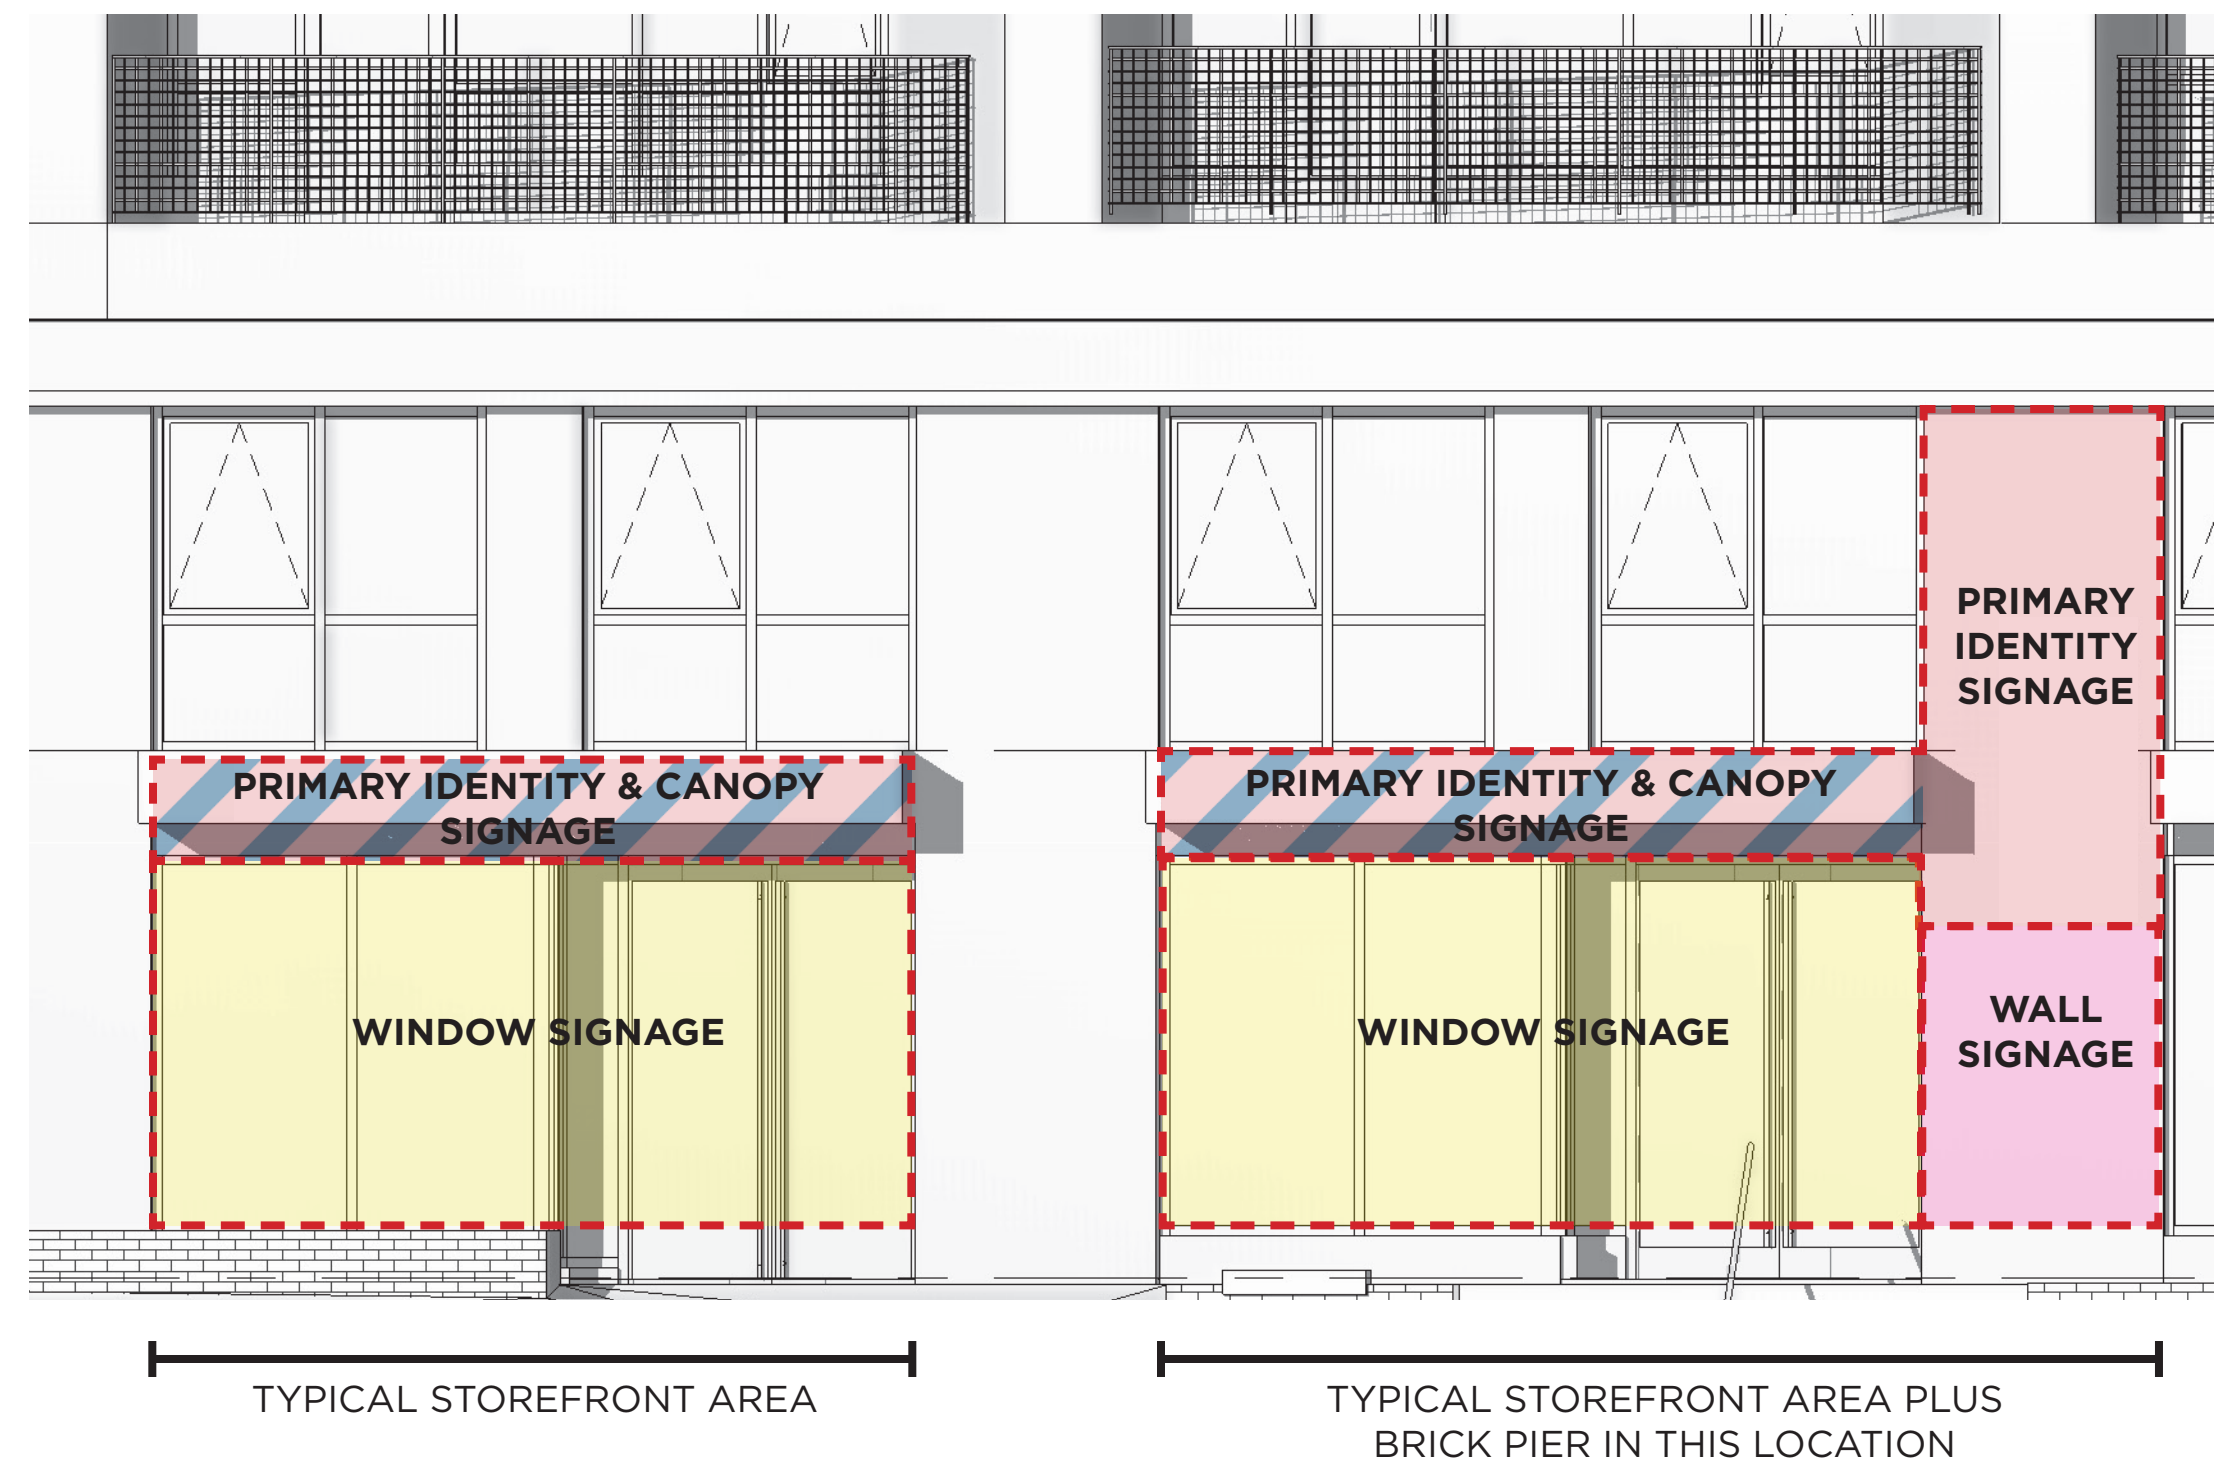 PRIMARY
IDENTITY
SIGNAGE
PRIMARY IDENTITY & CANOPY
SIGNAGE
PRIMARY IDENTITY & CANOPY
SIGNAGE
WINDOW SIGNAGE
WINDOW SIGNAGE
WALL
SIGNAGE
TYPICAL STOREFRONT AREA
TYPICAL STOREFRONT AREA PLUS
BRICK PIER IN THIS LOCATION